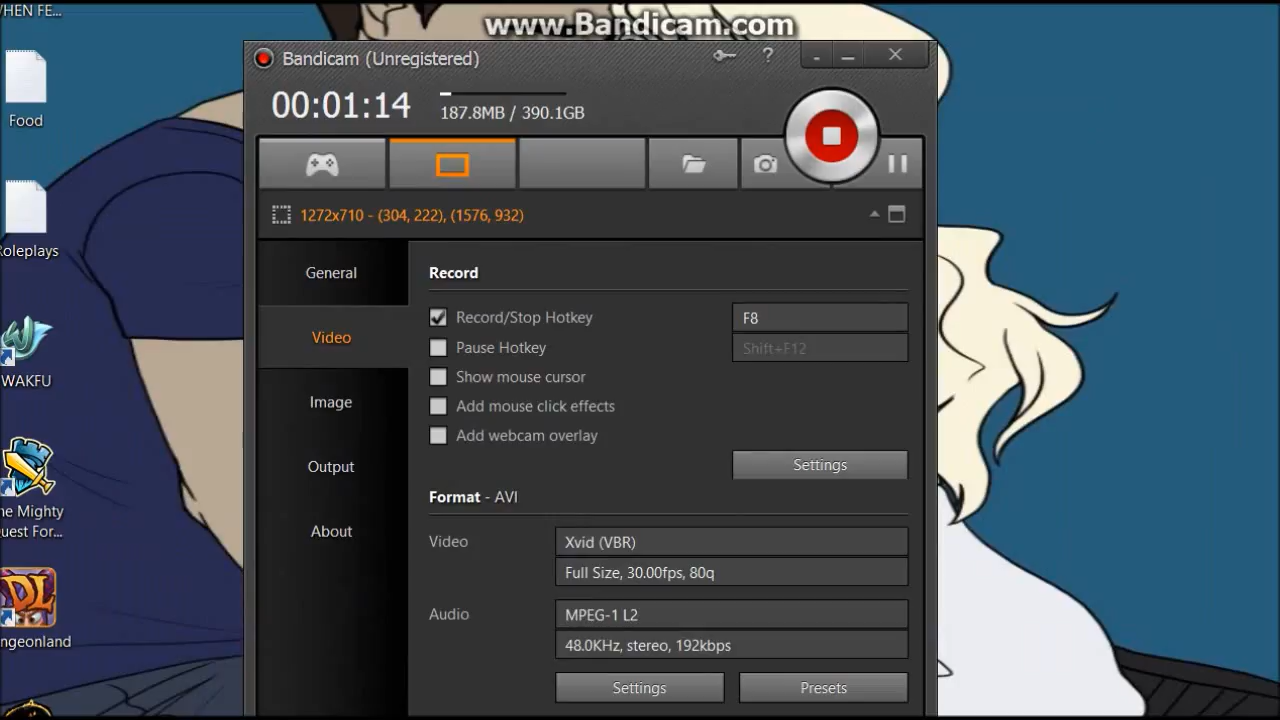 WHEN FE...
www.Bandicam.com
Bandicam (Unregistered)
?
00:01:14
187.8MB / 390.1GB
Food
1272x710 - (304, 222), (1576, 932)
Roleplays
General
Video
Image
Output
About
Record
Record/Stop Hotkey
F8
Pause Hotkey
Shift+F12
Show mouse cursor
Add mouse click effects
Add webcam overlay
Settings
Format - AVI
Video
Xvid (VBR)
Full Size, 30.00fps, 80q
Audio
MPEG-1 L2
48.0KHz, stereo, 192kbps
Settings
Presets
WAKFU
he Mighty
uest For...
DL
ngeonland